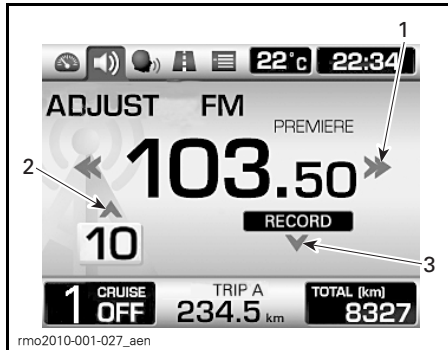 1
22°c 22:34
ADJUST FM
PREMIERE
2
103.50
10
RECORD
3
1 CRUISE OFF
TRIP A
234.5 km
TOTAL [km]
8327
rmo2010-001-027_aen